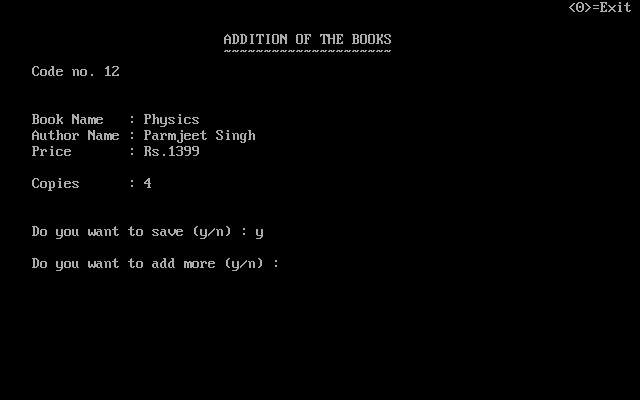 <0>=Exit
ADDITION OF THE BOOKS
~~~~~~~~~~~~~~~~~~~~~
Code no. 12
Book Name : Physics
Author Name : Parmjeet Singh
Price : Rs.1399
Copies : 4
Do you want to save (y/n) : y
Do you want to add more (y/n) :